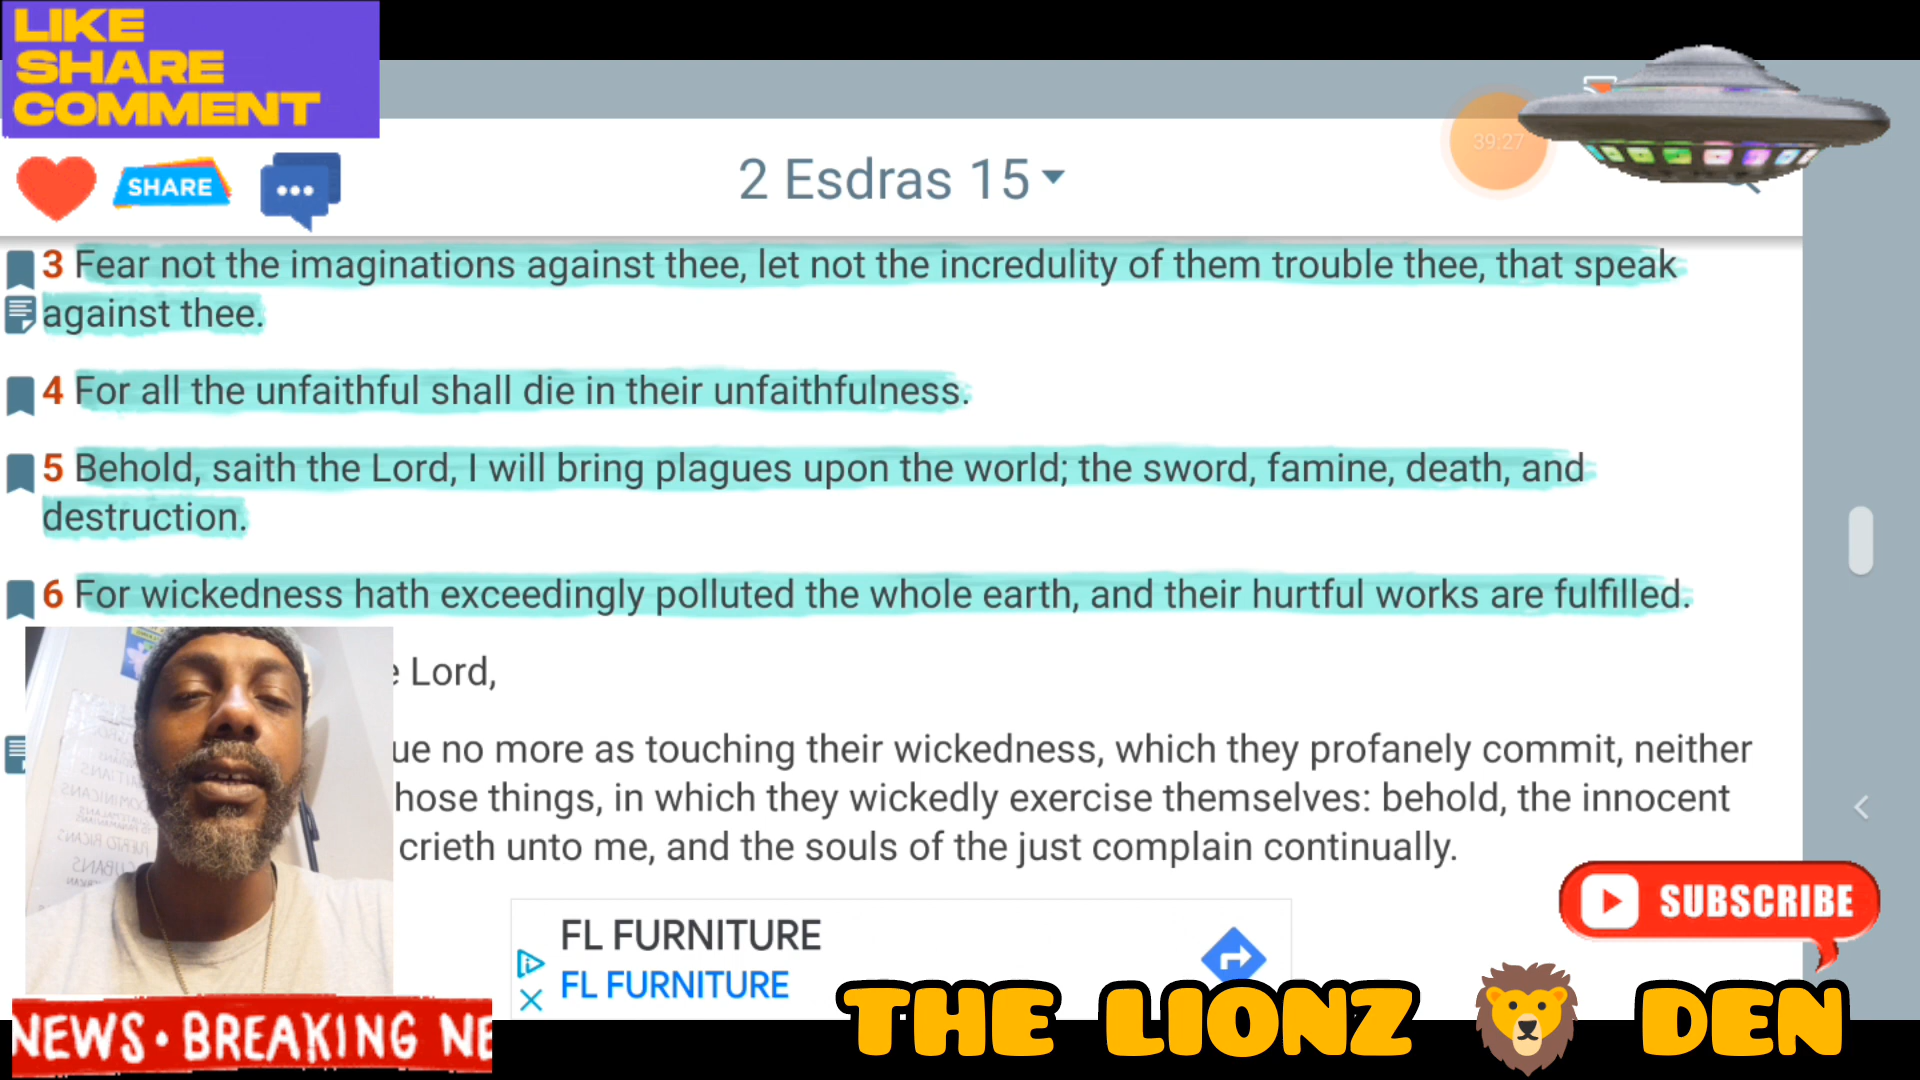 LIKE
SHARE
COMMENT
SHARE
2 Esdras 15
39:27
3 Fear not the imaginations against thee, let not the incredulity of them trouble thee, that speak
against thee.
4 For all the unfaithful shall die in their unfaithfulness.
5 Behold, saith the Lord, I will bring plagues upon the world; the sword, famine, death, and
destruction.
6 For wickedness hath exceedingly polluted the whole earth, and their hurtful works are fulfilled.
e Lord,
ue no more as touching their wickedness, which they profanely commit, neither
hose things, in which they wickedly exercise themselves: behold, the innocent
crieth unto me, and the souls of the just complain continually.
DOMINICANS
PUERTO RICANS
CUBANS
FL FURNITURE
FL FURNITURE
SUBSCRIBE
NEWS • BREAKING NE
THE LIONZ DEN